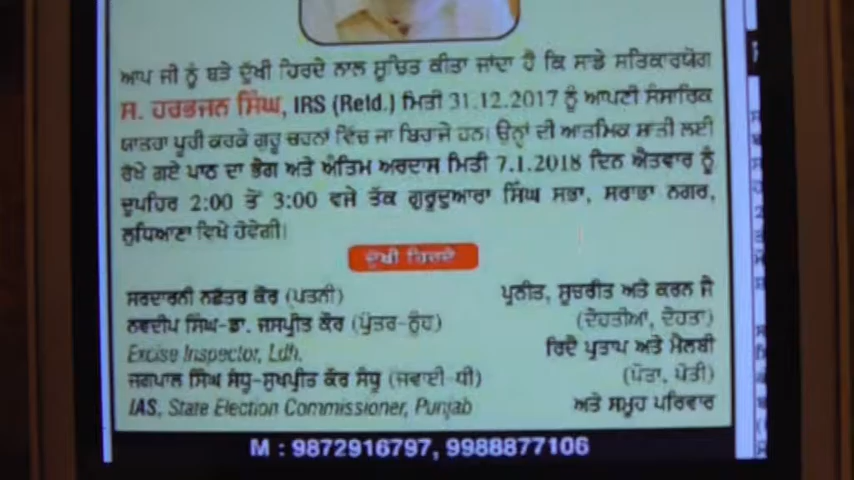 ਆਪ ਜੀ ਨੂੰ ਬੜੇ ਦੁੱਖੀ ਹਿਰਦੇ ਨਾਲ ਸੂਚਿਤ ਕੀਤਾ ਜਾਂਦਾ ਹੈ ਕਿ ਸਾਡੇ ਸਤਿਕਾਰਯੋਗ
ਸ. ਹਰਭਜਨ ਸਿੰਘ, IRS (Retd.) ਮਿਤੀ 31.12.2017 ਨੂੰ ਆਪਣੀ ਸੰਸਾਰਿਕ
ਯਾਤਰਾ ਪੂਰੀ ਕਰਕੇ ਗੁਰੂ ਚਰਨਾਂ ਵਿੱਚ ਜਾ ਬਿਰਾਜੇ ਹਨ। ਉਨ੍ਹਾਂ ਦੀ ਆਤਮਿਕ ਸ਼ਾਂਤੀ ਲਈ
ਰੱਖੇ ਗਏ ਪਾਠ ਦਾ ਭੋਗ ਅਤੇ ਅੰਤਿਮ ਅਰਦਾਸ ਮਿਤੀ 7.1.2018 ਦਿਨ ਐਤਵਾਰ ਨੂੰ
ਦੁਪਹਿਰ 2:00 ਤੋਂ 3:00 ਵਜੇ ਤੱਕ ਗੁਰੂਦੁਆਰਾ ਸਿੰਘ ਸਭਾ, ਸਰਾਭਾ ਨਗਰ,
ਲੁਧਿਆਣਾ ਵਿਖੇ ਹੋਵੇਗੀ।
ਦੁੱਖੀ ਹਿਰਦੇ
ਸਰਦਾਰਨੀ ਨਛੱਤਰ ਕੌਰ (ਪਤਨੀ)
ਨਵਦੀਪ ਸਿੰਘ-ਡਾ. ਜਸਪ੍ਰੀਤ ਕੌਰ (ਪੁੱਤਰ-ਨੂੰਹ)
Excise Inspector, Ldh.
ਜਗਪਾਲ ਸਿੰਘ ਸੰਧੂ-ਸੁਖਪ੍ਰੀਤ ਕੌਰ ਸੰਧੂ (ਜਵਾਈ-ਧੀ)
IAS, State Election Commissioner, Punjab
ਪ੍ਰਨੀਤ, ਸੁਚਰੀਤ ਅਤੇ ਕਰਨ ਜੈ
(ਦੋਹਤੀਆਂ, ਦੋਹਤਾ)
ਰਿਦੈ ਪ੍ਰਤਾਪ ਅਤੇ ਮੈਲਬੀ
(ਪੋਤਾ, ਪੋਤੀ)
ਅਤੇ ਸਮੂਹ ਪਰਿਵਾਰ
M : 9872916797, 9988877106